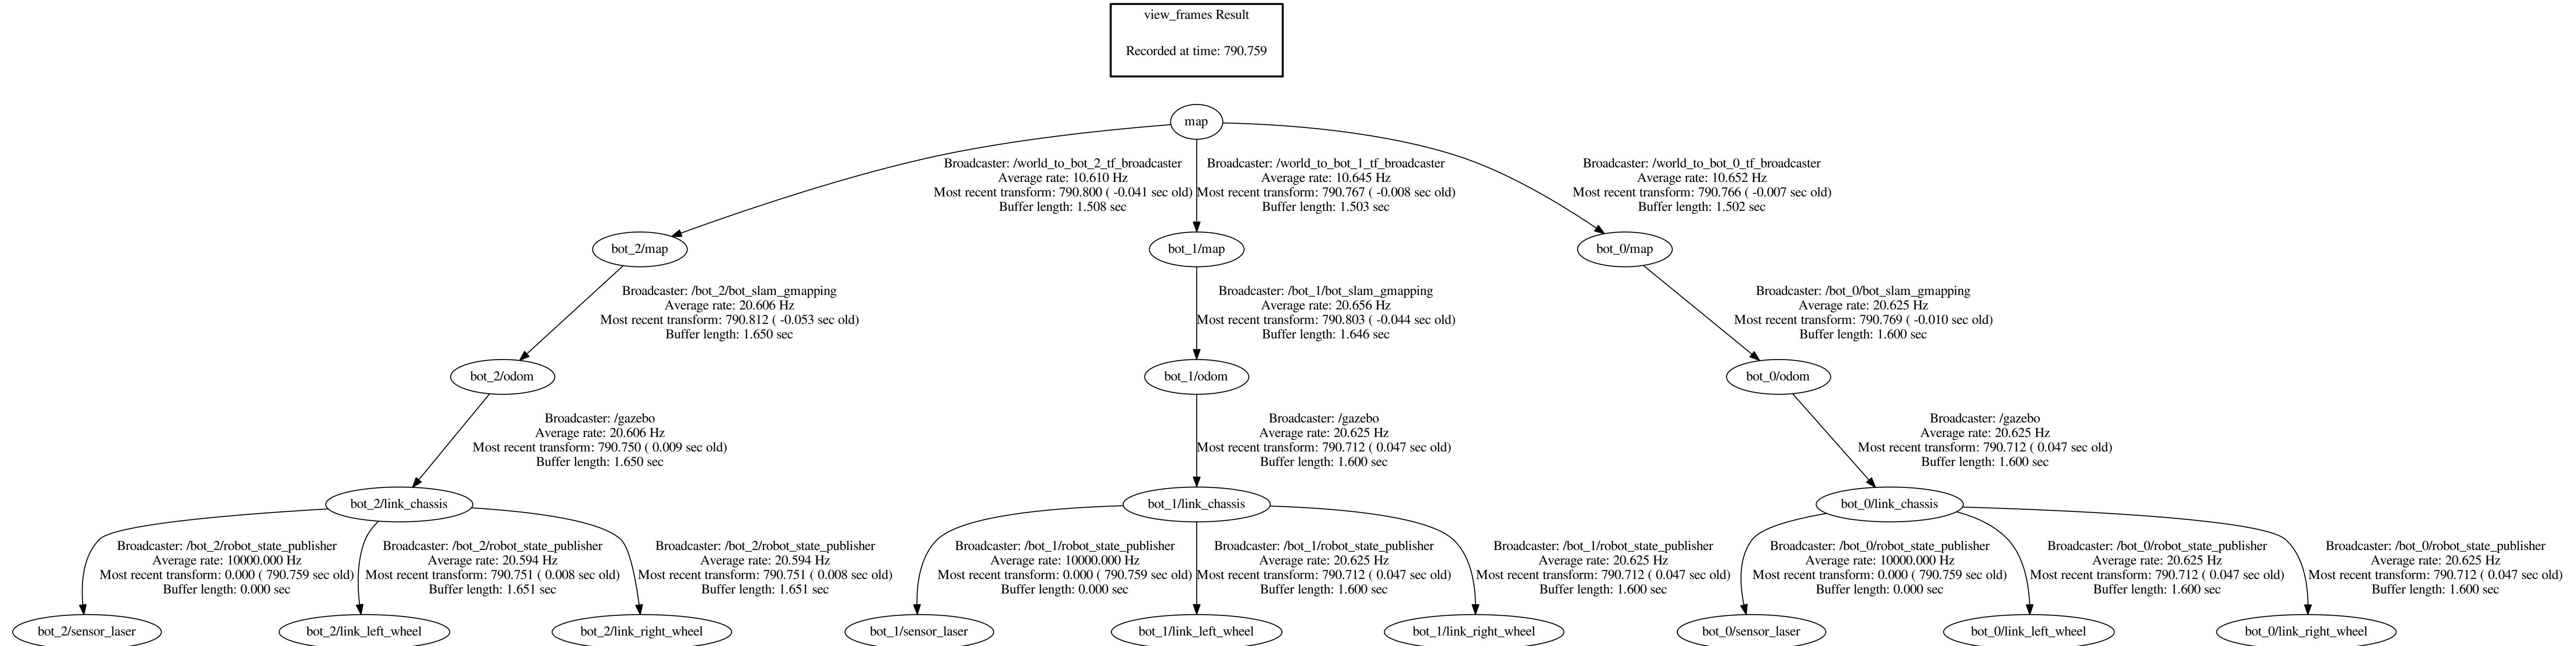 view_frames Result
Recorded at time: 790.759
map
Broadcaster: /world_to_bot_2_tf_broadcaster
Average rate: 10.610 Hz
Most recent transform: 790.800 ( -0.041 sec old)
Buffer length: 1.508 sec
Broadcaster: /world_to_bot_1_tf_broadcaster
Average rate: 10.645 Hz
Most recent transform: 790.767 ( -0.008 sec old)
Buffer length: 1.503 sec
Broadcaster: /world_to_bot_0_tf_broadcaster
Average rate: 10.652 Hz
Most recent transform: 790.766 ( -0.007 sec old)
Buffer length: 1.502 sec
bot_2/map
bot_1/map
bot_0/map
Broadcaster: /bot_2/bot_slam_gmapping
Average rate: 20.606 Hz
Most recent transform: 790.812 ( -0.053 sec old)
Buffer length: 1.650 sec
Broadcaster: /bot_1/bot_slam_gmapping
Average rate: 20.656 Hz
Most recent transform: 790.803 ( -0.044 sec old)
Buffer length: 1.646 sec
Broadcaster: /bot_0/bot_slam_gmapping
Average rate: 20.625 Hz
Most recent transform: 790.769 ( -0.010 sec old)
Buffer length: 1.600 sec
bot_2/odom
bot_1/odom
bot_0/odom
Broadcaster: /gazebo
Average rate: 20.606 Hz
Most recent transform: 790.750 ( 0.009 sec old)
Buffer length: 1.650 sec
Broadcaster: /gazebo
Average rate: 20.625 Hz
Most recent transform: 790.712 ( 0.047 sec old)
Buffer length: 1.600 sec
Broadcaster: /gazebo
Average rate: 20.625 Hz
Most recent transform: 790.712 ( 0.047 sec old)
Buffer length: 1.600 sec
bot_2/link_chassis
bot_1/link_chassis
bot_0/link_chassis
Broadcaster: /bot_2/robot_state_publisher
Average rate: 10000.000 Hz
Most recent transform: 0.000 ( 790.759 sec old)
Buffer length: 0.000 sec
Broadcaster: /bot_2/robot_state_publisher
Average rate: 20.594 Hz
Most recent transform: 790.751 ( 0.008 sec old)
Buffer length: 1.651 sec
Broadcaster: /bot_2/robot_state_publisher
Average rate: 20.594 Hz
Most recent transform: 790.751 ( 0.008 sec old)
Buffer length: 1.651 sec
Broadcaster: /bot_1/robot_state_publisher
Average rate: 10000.000 Hz
Most recent transform: 0.000 ( 790.759 sec old)
Buffer length: 0.000 sec
Broadcaster: /bot_1/robot_state_publisher
Average rate: 20.625 Hz
Most recent transform: 790.712 ( 0.047 sec old)
Buffer length: 1.600 sec
Broadcaster: /bot_1/robot_state_publisher
Average rate: 20.625 Hz
Most recent transform: 790.712 ( 0.047 sec old)
Buffer length: 1.600 sec
Broadcaster: /bot_0/robot_state_publisher
Average rate: 10000.000 Hz
Most recent transform: 0.000 ( 790.759 sec old)
Buffer length: 0.000 sec
Broadcaster: /bot_0/robot_state_publisher
Average rate: 20.625 Hz
Most recent transform: 790.712 ( 0.047 sec old)
Buffer length: 1.600 sec
Broadcaster: /bot_0/robot_state_publisher
Average rate: 20.625 Hz
Most recent transform: 790.712 ( 0.047 sec old)
Buffer length: 1.600 sec
bot_2/sensor_laser
bot_2/link_left_wheel
bot_2/link_right_wheel
bot_1/sensor_laser
bot_1/link_left_wheel
bot_1/link_right_wheel
bot_0/sensor_laser
bot_0/link_left_wheel
bot_0/link_right_wheel